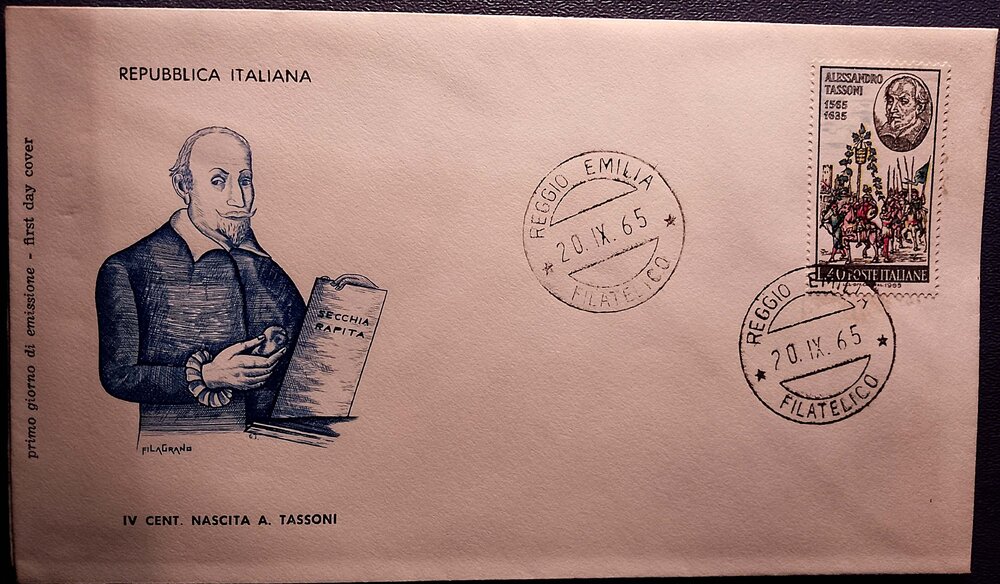 REPUBBLICA ITALIANA
primo giorno di emissione - first day cover
SECCHIA
RAPITA
FILAGRANO
IV CENT. NASCITA A. TASSONI
REGGIO EMILIA
20.IX.65
FILATELICO
ALESSANDRO
TASSONI
1565
1635
L.40 POSTE ITALIANE
REGGIO EMILIA
20.IX.65
FILATELICO